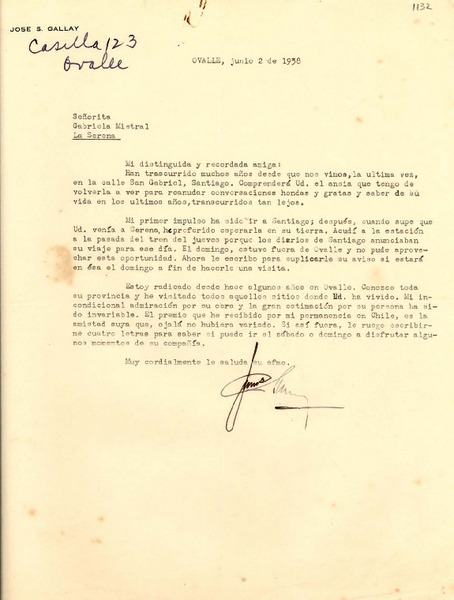 1132
JOSE S. GALLAY
Casilla 123
Ovalle
OVALLE, junio 2 de 1938
Señorita
Gabriela Mistral
La Serena
Mi distinguida y recordada amiga:
Han trascurrido muchos años desde que nos vimos, la ultima vez,
en la calle San Gabriel, Santiago. Comprenderá Ud. el ansia que tengo de
volverla a ver para reanudar conversaciones hondas y gratas y saber de su
vida en los ultimos años, transcurridos tan lejos.
Mi primer impulso ha sido ir a Santiago; después, cuando supe que
Ud. venía a Serena, he preferido esperarla en su tierra. Acudí a la estación
a la pasada del tren del jueves porque los diarios de Santiago anunciaban
su viaje para ese día. El domingo, estuve fuera de Ovalle y no pude aprove-
char esta oportunidad. Ahora le escribo para suplicarle su aviso si estará
en ésa el domingo a fin de hacerle una visita.
Estoy radicado desde hace algunos años en Ovalle. Conozco toda
su provincia y he visitado todos aquellos sitios donde Ud. ha vivido. Mi in-
condicional admiración por su obra y la gran estimación por su persona ha si-
do invariable. El premio que he recibido por mi permanencia en Chile, es la
amistad suya que, ojalá no hubiera variado. Si así fuera, le ruego escribir-
me cuatro letras para saber si puedo ir el sábado o domingo a disfrutar algu-
nos momentos de su compañía.
Muy cordialmente le saluda su afmo.